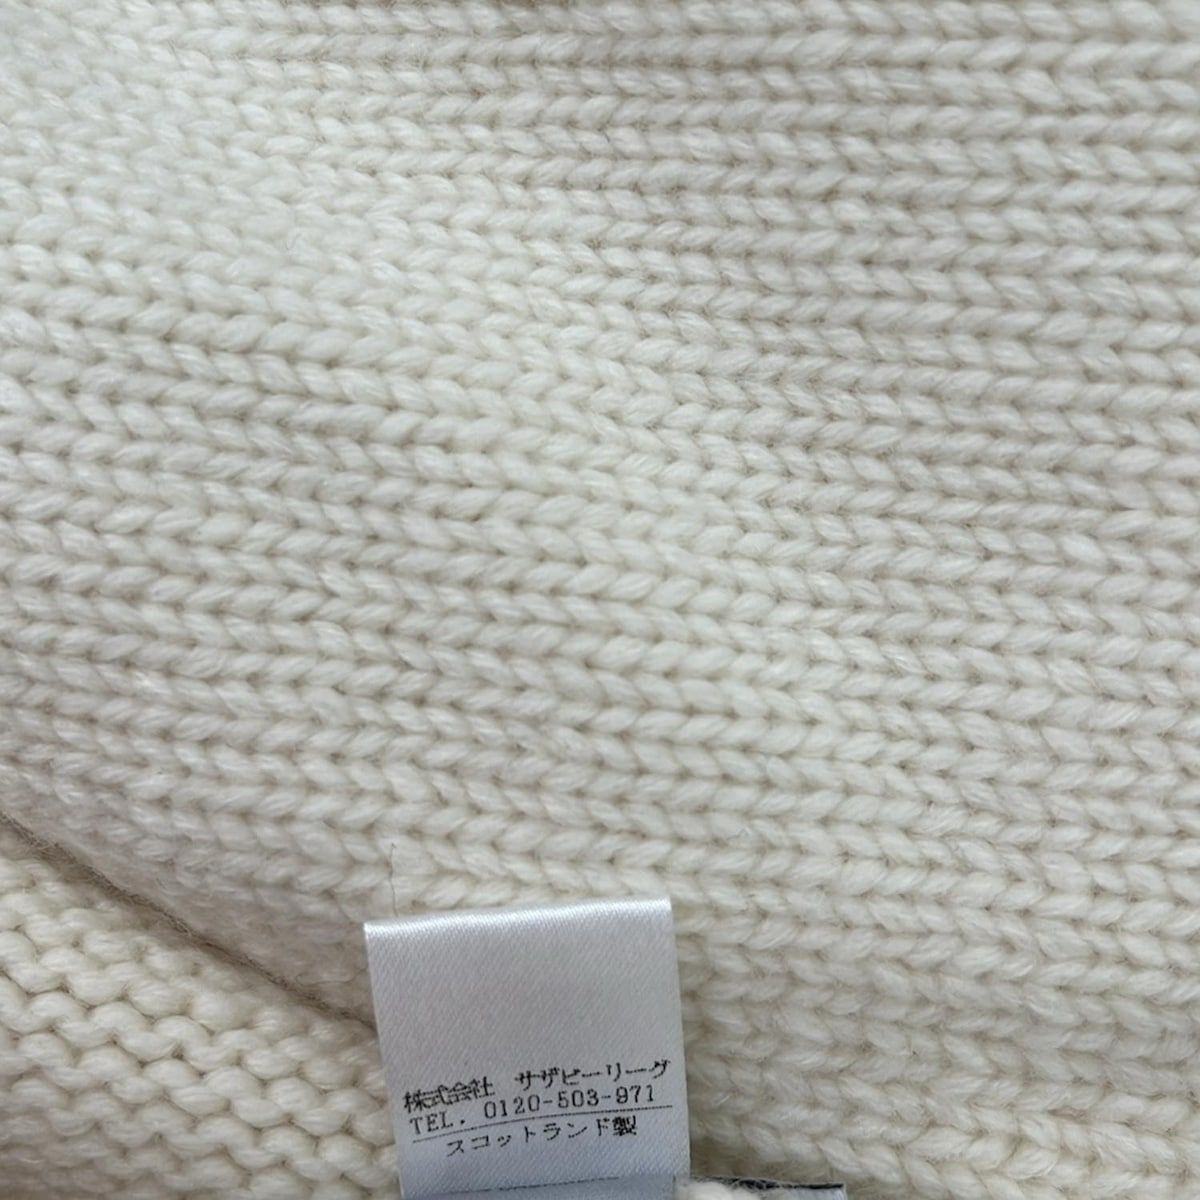 株式会社 サザビーリーグ
TEL. 0120-503-971
スコットランド製